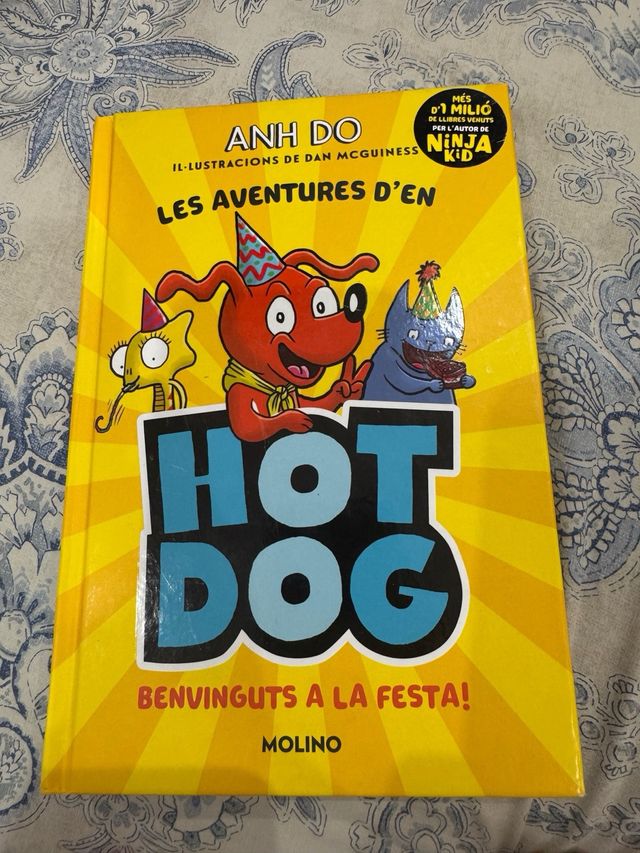 ANH DO
IL·LUSTRACIONS DE DAN MCGUINESS
MÉS
D'1 MILIÓ
DE LLIBRES VENUTS
PER L'AUTOR DE
NINJA
KID
LES AVENTURES D'EN
HOT
DOG
BENVINGUTS A LA FESTA!
MOLINO